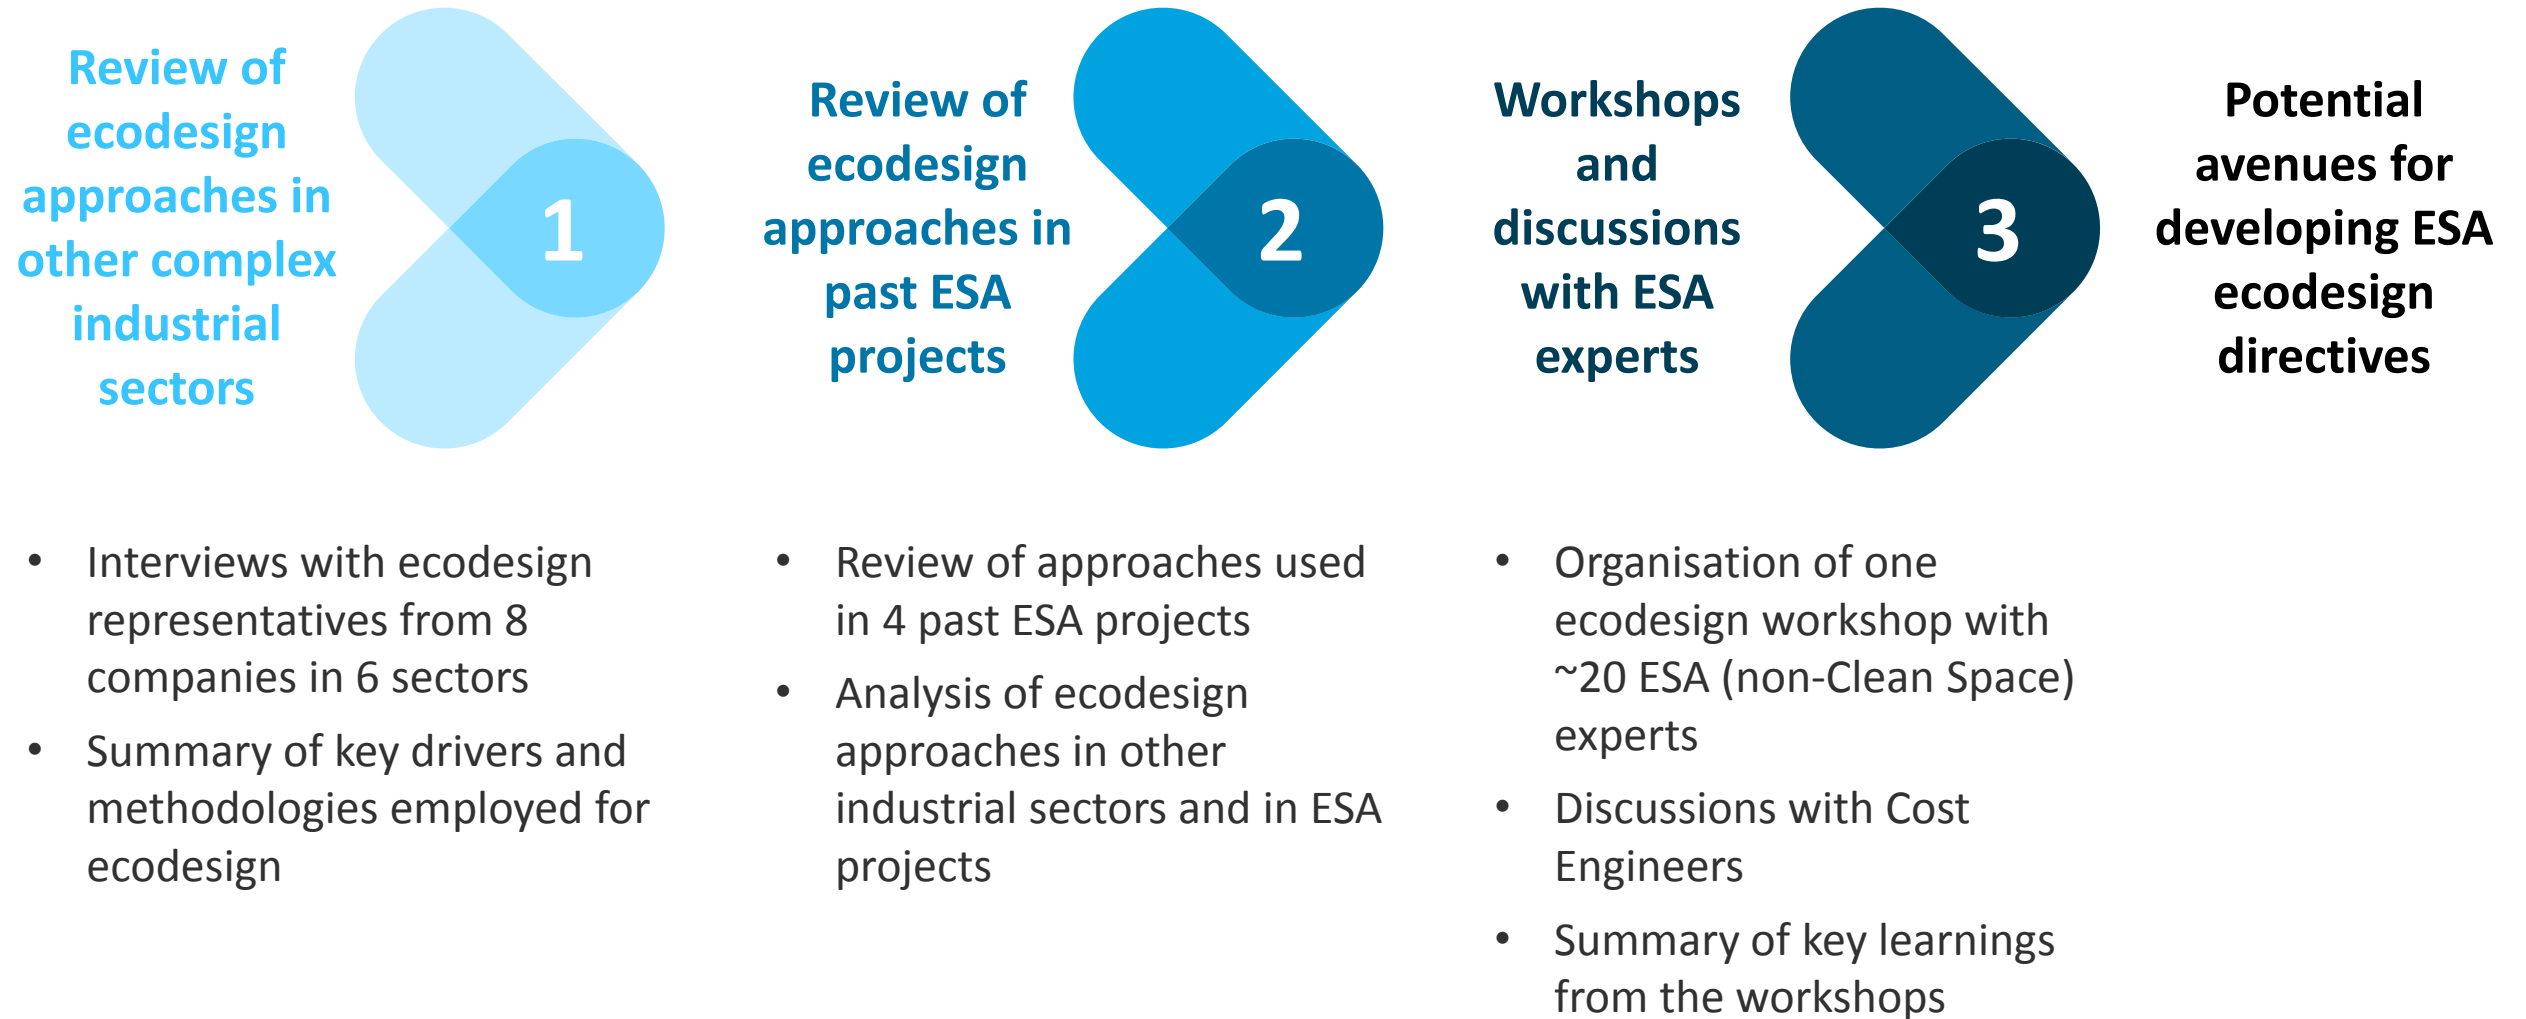 Review of
ecodesign
approaches in
other complex
industrial
sectors
1
Review of
ecodesign
approaches in
past ESA
projects
2
Workshops
and
discussions
with ESA
experts
3
Potential
avenues for
developing ESA
ecodesign
directives
• Interviews with ecodesign
representatives from 8
companies in 6 sectors
• Summary of key drivers and
methodologies employed for
ecodesign
• Review of approaches used
in 4 past ESA projects
• Analysis of ecodesign
approaches in other
industrial sectors and in ESA
projects
• Organisation of one
ecodesign workshop with
~20 ESA (non-Clean Space)
experts
• Discussions with Cost
Engineers
• Summary of key learnings
from the workshops